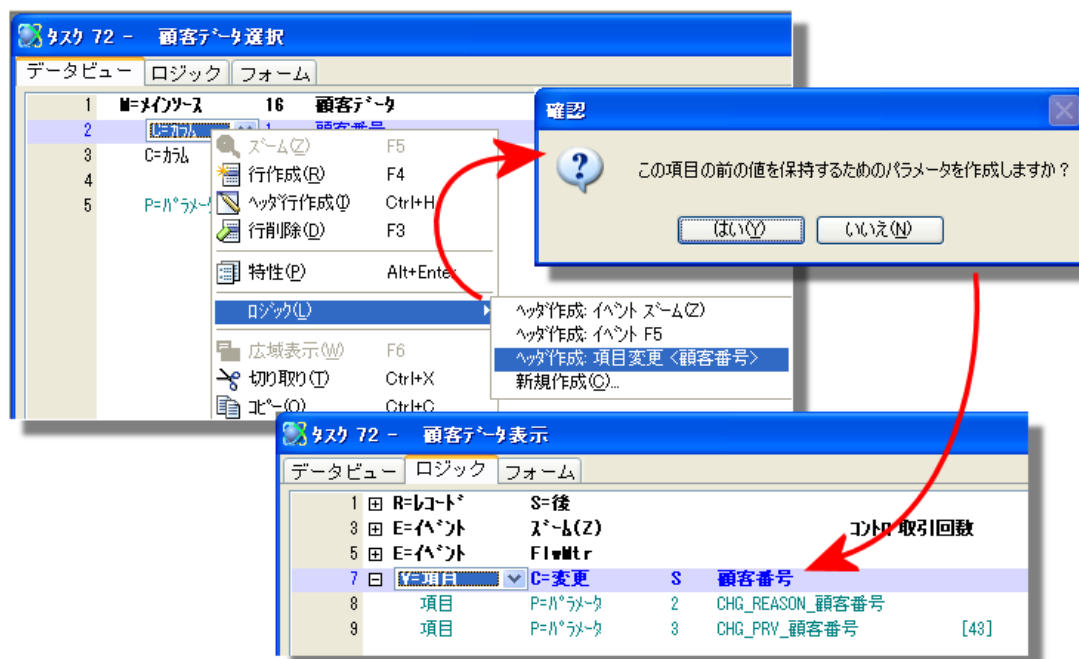 タスク 72 - 顧客データ選択
データビュー ロジック フォーム
1 M=メインソース 16 顧客データ
2 C=カラム 1 顧客番号
3 C=カラム
4
5 P=パラメータ
ズーム(Z) F5
行作成(R) F4
ヘッダ行作成(I) Ctrl+H
行削除(D) F3
特性(P) Alt+Enter
ロジック(L)
広域表示(W) F6
切り取り(T) Ctrl+X
コピー(O) Ctrl+C
ヘッダ作成: イベント ズーム(Z)
ヘッダ作成: イベント F5
ヘッダ作成: 項目変更 <顧客番号>
新規作成(C)...
確認
この項目の前の値を保持するためのパラメータを作成しますか?
はい(Y) いいえ(N)
タスク 72 - 顧客データ表示
データビュー ロジック フォーム
1 R=レコード S=後
3 E=イベント ズーム(Z) コントロ 取引回数
5 E=イベント FlwMtr
7 V=項目 C=変更 S 顧客番号
8 項目 P=パラメータ 2 CHG_REASON_顧客番号
9 項目 P=パラメータ 3 CHG_PRV_顧客番号 [43]